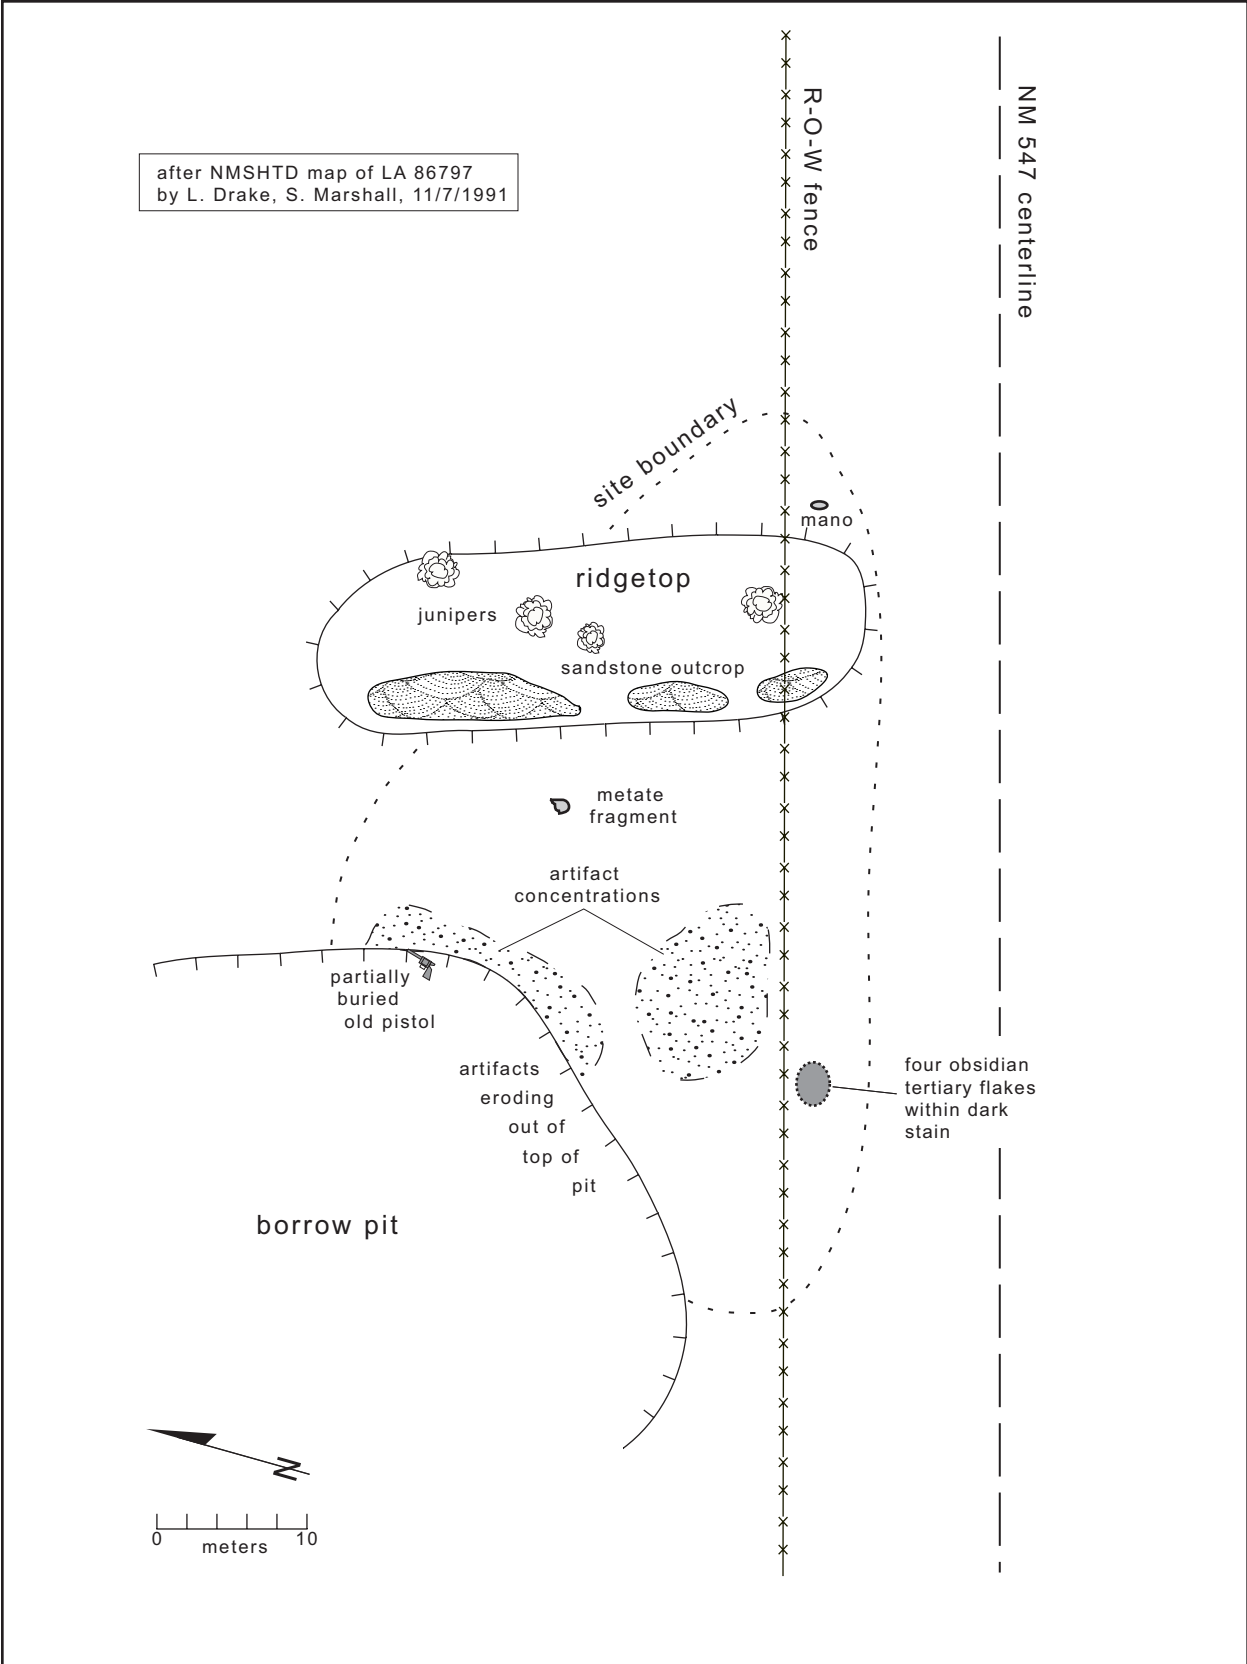 after NMSHTD map of LA 86797
by L. Drake, S. Marshall, 11/7/1991
R-O-W fence
NM 547 centerline
site boundary
mano
ridgetop
junipers
sandstone outcrop
metate
fragment
artifact
concentrations
partially
buried
old pistol
artifacts
eroding
out of
top of
pit
four obsidian
tertiary flakes
within dark
stain
borrow pit
N
0 10
meters